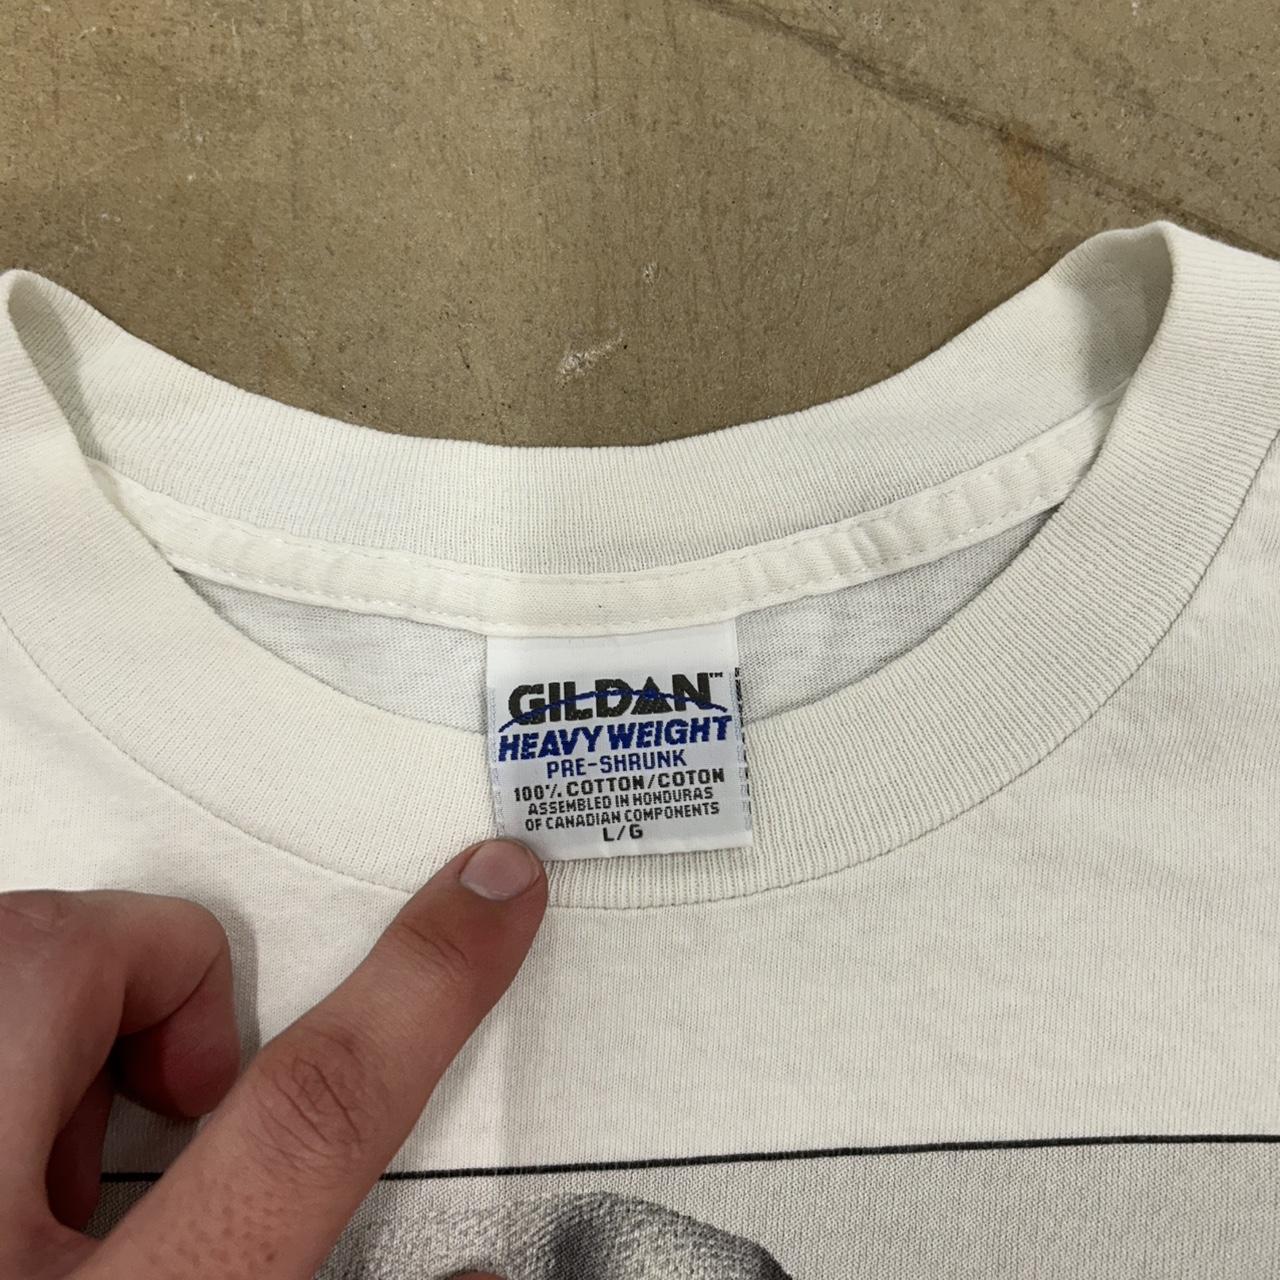 GILDAN™
HEAVY WEIGHT
PRE-SHRUNK
100% COTTON/COTON
ASSEMBLED IN HONDURAS
OF CANADIAN COMPONENTS
L/G